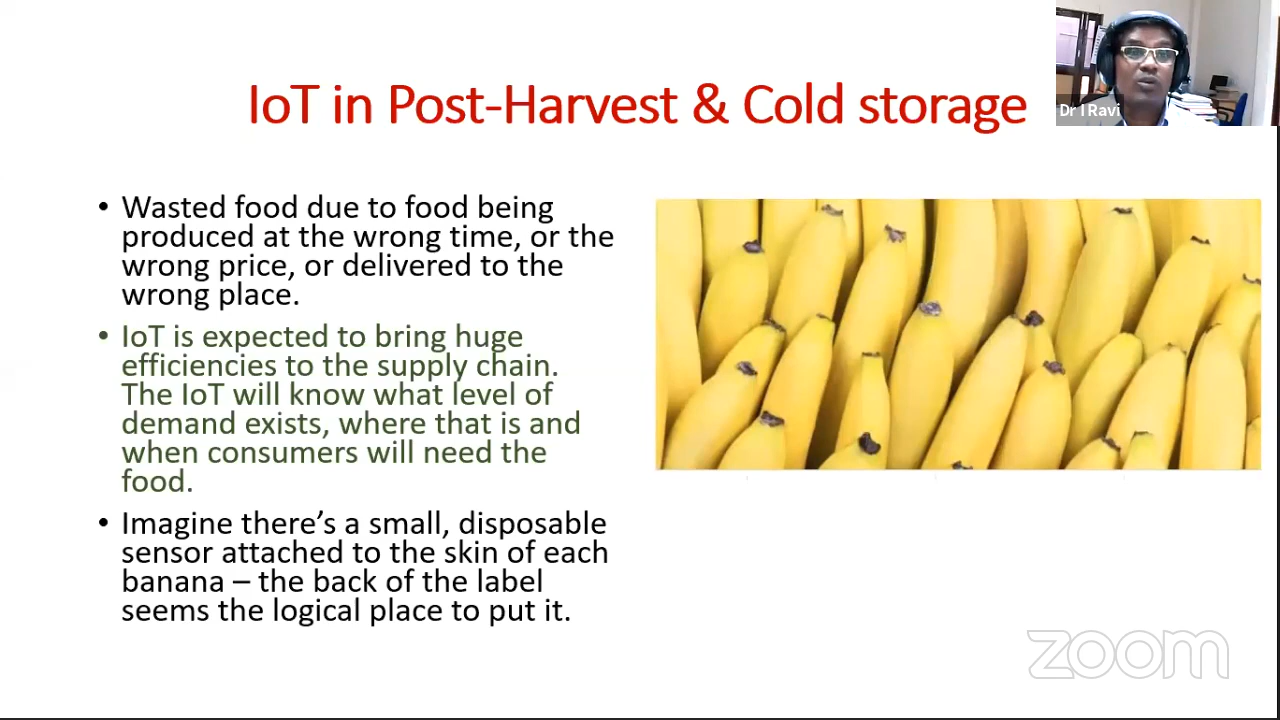 IoT in Post-Harvest & Cold storage
Dr I Ravi
• Wasted food due to food being
produced at the wrong time, or the
wrong price, or delivered to the
wrong place.
• IoT is expected to bring huge
efficiencies to the supply chain.
The IoT will know what level of
demand exists, where that is and
when consumers will need the
food.
• Imagine there’s a small, disposable
sensor attached to the skin of each
banana – the back of the label
seems the logical place to put it.
zoom